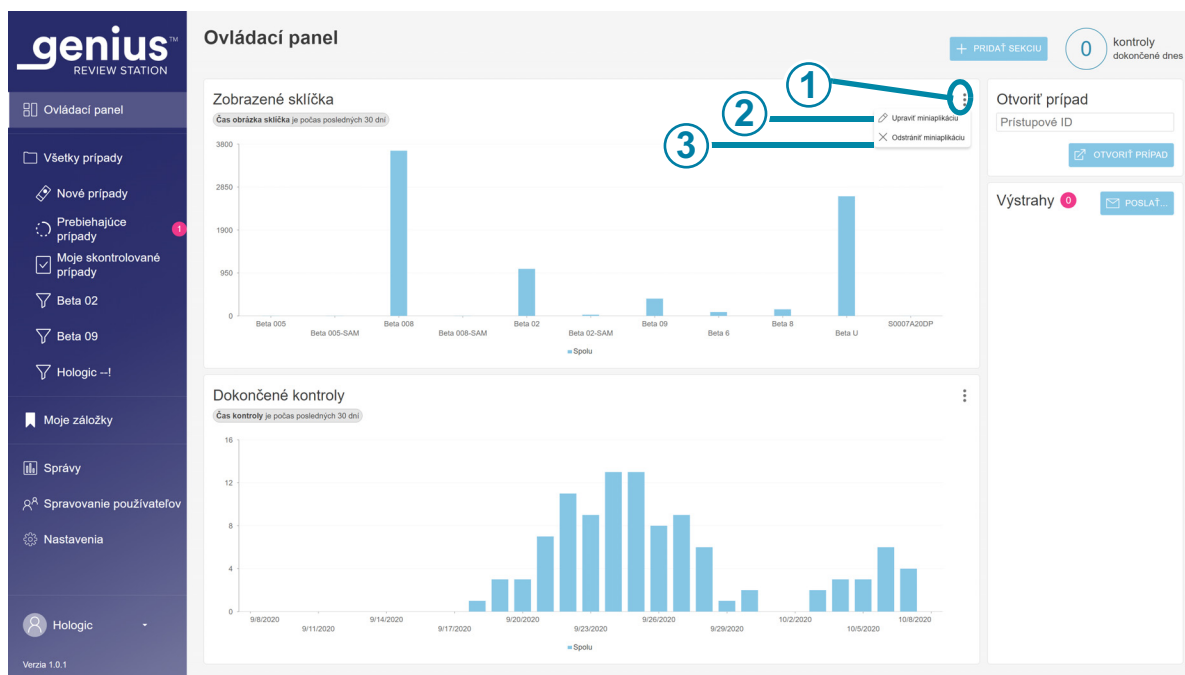 genius™
REVIEW STATION
Ovládací panel
Všetky prípady
Nové prípady
Prebiehajúce
prípady
1
Moje skontrolované
prípady
Beta 02
Beta 09
Hologic --!
Moje záložky
Správy
Spravovanie používateľov
Nastavenia
Hologic
Verzia 1.0.1
Ovládací panel
PRIDAŤ SEKCIU
0
kontroly
dokončené dnes
Zobrazené sklíčka
Čas obrázka sklíčka je počas posledných 30 dní
1
2
3
Upraviť miniaplikáciu
Odstrániť miniaplikáciu
3800
2850
1900
950
0
Beta 005
Beta 005-SAM
Beta 008
Beta 008-SAM
Beta 02
Beta 02-SAM
Beta 09
Beta 6
Beta 8
Beta U
S0007A20DP
Spolu
Dokončené kontroly
Čas kontroly je počas posledných 30 dní
16
12
8
4
0
9/8/2020
9/11/2020
9/14/2020
9/17/2020
9/20/2020
9/23/2020
9/26/2020
9/29/2020
10/2/2020
10/5/2020
10/8/2020
Spolu
Otvoriť prípad
Prístupové ID
OTVORIŤ PRÍPAD
Výstrahy 0
POSLAŤ...